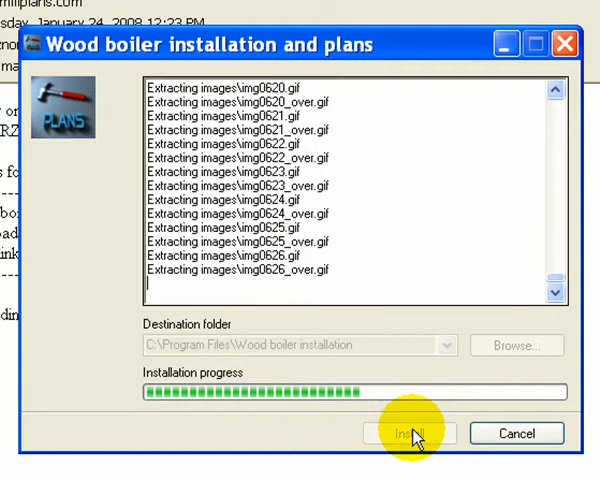 sday, January 24, 2008 12:23 PM
Wood boiler installation and plans
PLANS
Extracting images\img0620.gif
Extracting images\img0620_over.gif
Extracting images\img0621.gif
Extracting images\img0621_over.gif
Extracting images\img0622.gif
Extracting images\img0622_over.gif
Extracting images\img0623.gif
Extracting images\img0623_over.gif
Extracting images\img0624.gif
Extracting images\img0624_over.gif
Extracting images\img0625.gif
Extracting images\img0625_over.gif
Extracting images\img0626.gif
Extracting images\img0626_over.gif
Destination folder
C:\Program Files\Wood boiler installation
Browse...
Installation progress
Install
Cancel